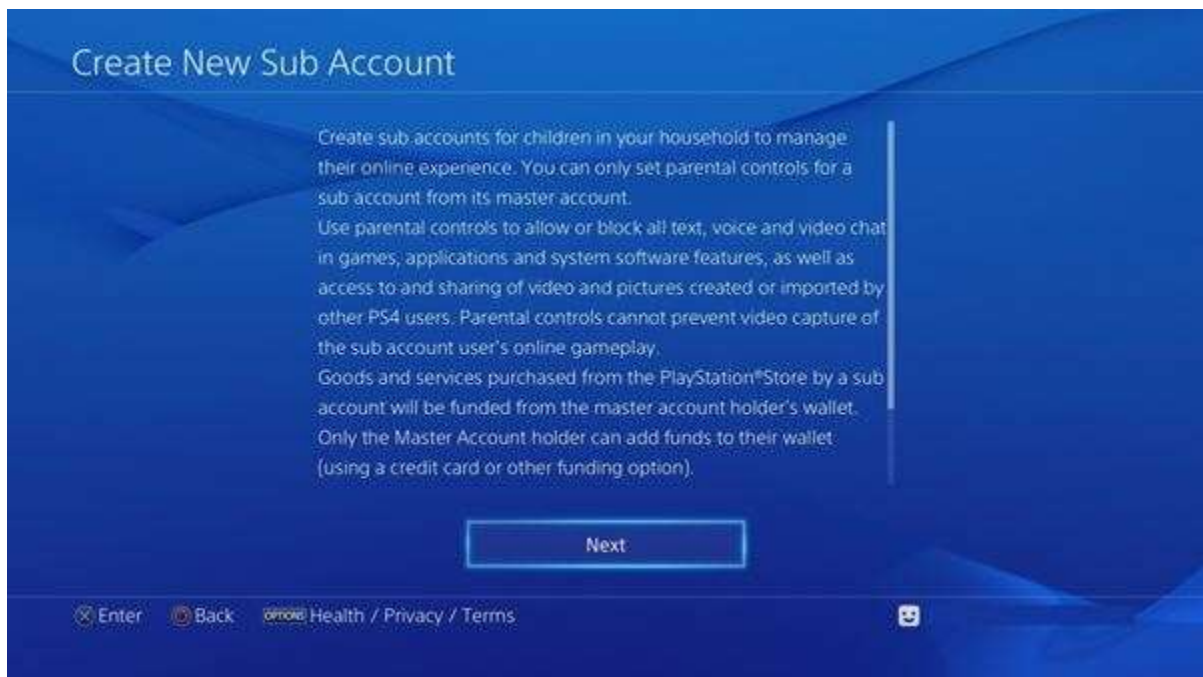 Create New Sub Account
Create sub accounts for children in your household to manage
their online experience. You can only set parental controls for a
sub account from its master account.
Use parental controls to allow or block all text, voice and video chat
in games, applications and system software features, as well as
access to and sharing of video and pictures created or imported by
other PS4 users. Parental controls cannot prevent video capture of
the sub account user's online gameplay.
Goods and services purchased from the PlayStation®Store by a sub
account will be funded from the master account holder's wallet.
Only the Master Account holder can add funds to their wallet
(using a credit card or other funding option).
Next
Enter Back OPTIONS Health / Privacy / Terms